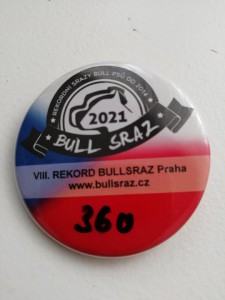 REKORDNÍ SRAZY BULL PSŮ OD 2014
2021
BULL SRAZ
VIII. REKORD BULLSRAZ Praha
www.bullsraz.cz
360